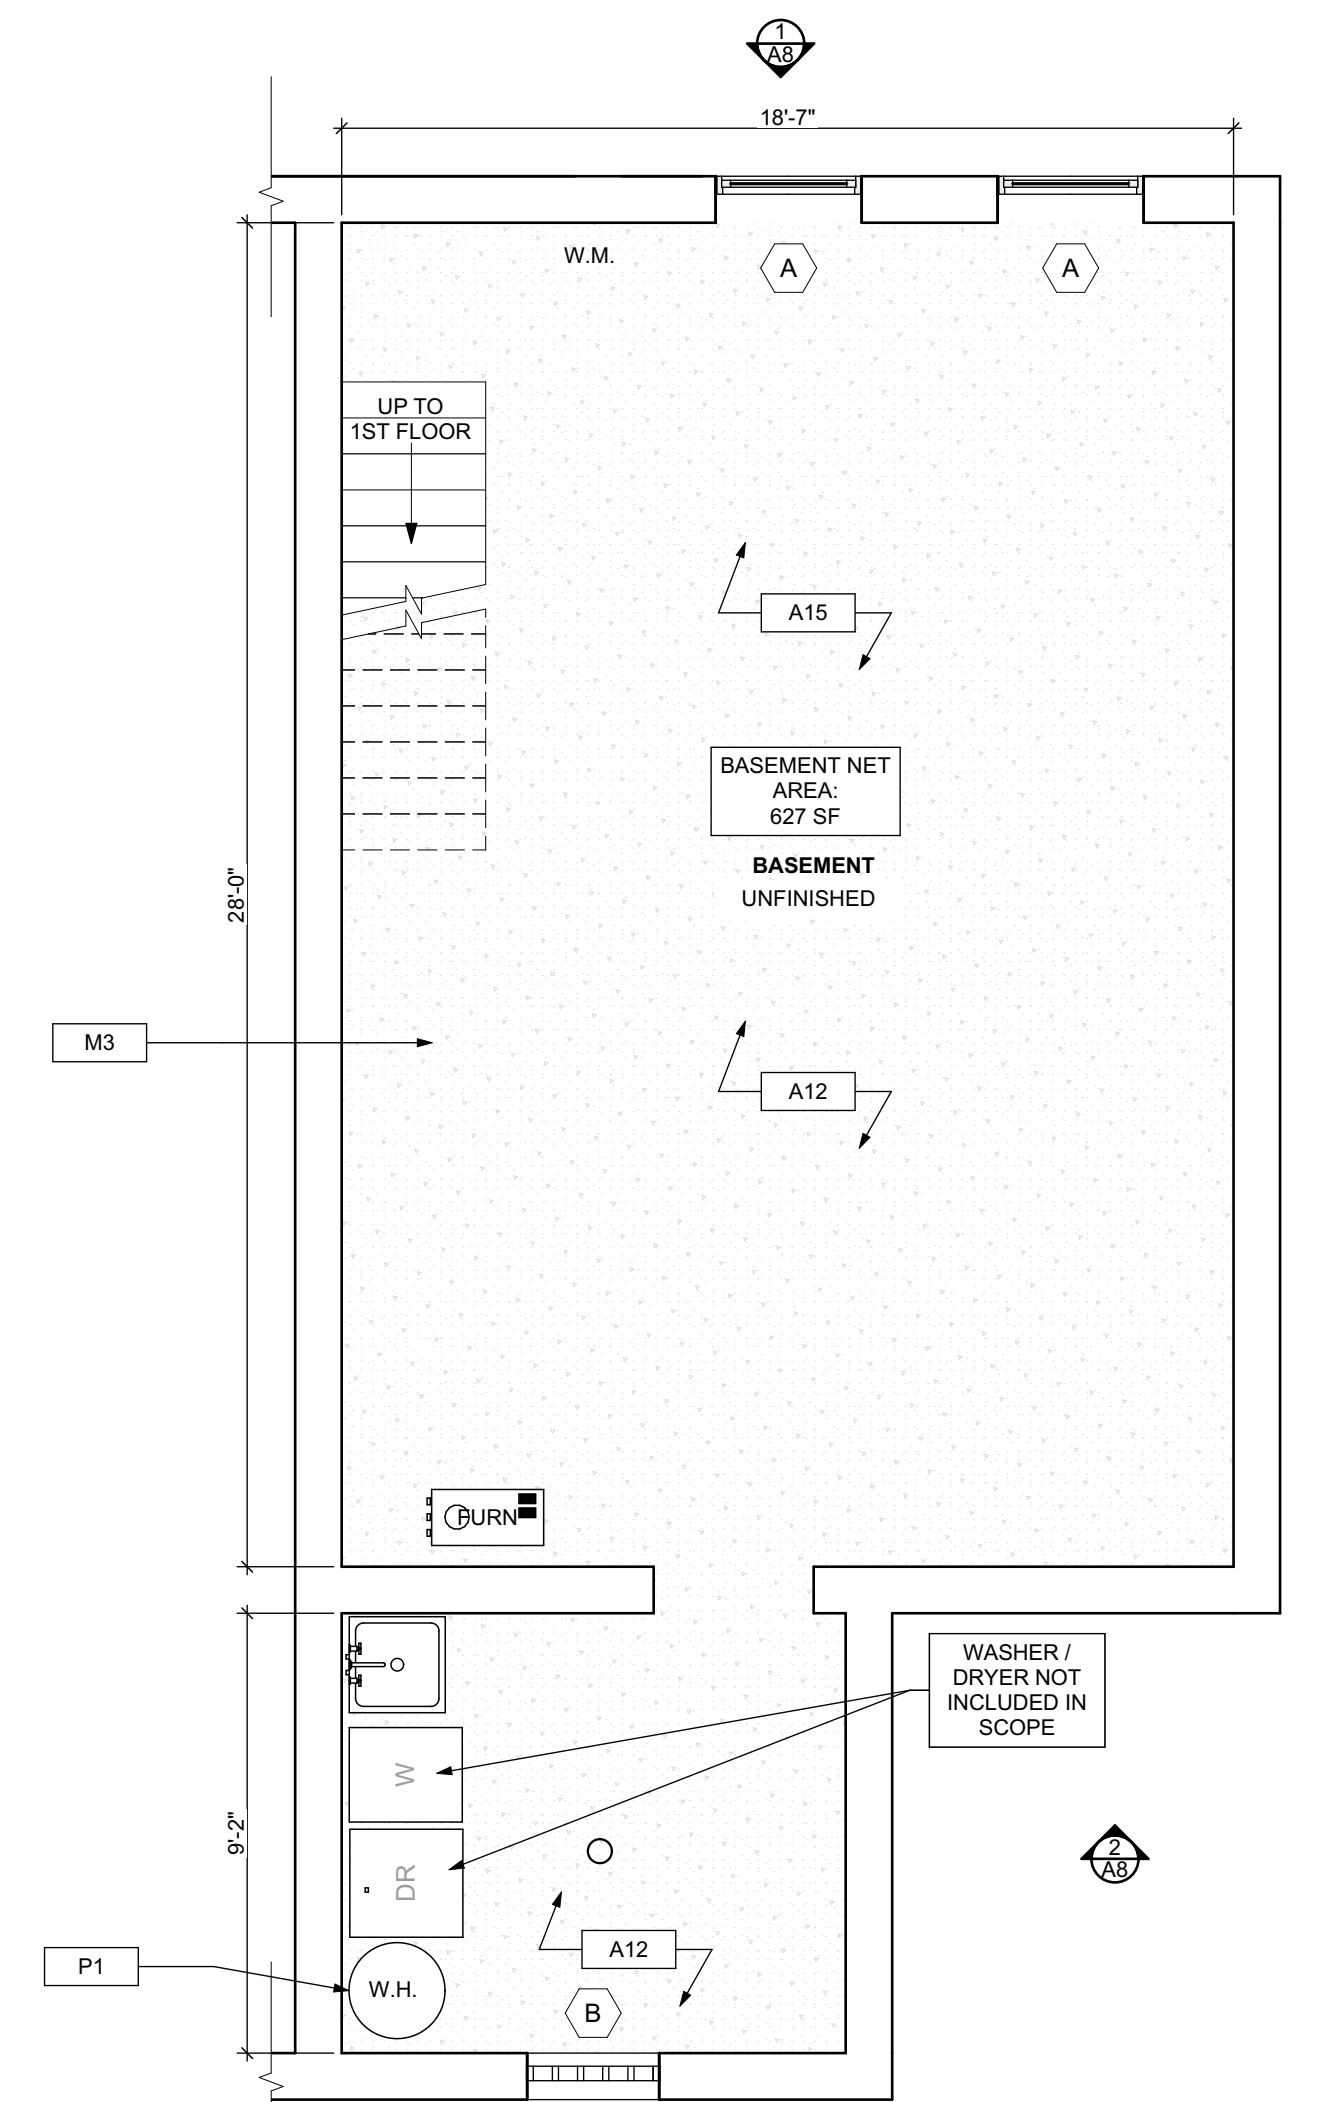 1
A8
18'-7"
W.M.
A
A
UP TO
1ST FLOOR
A15
BASEMENT NET
AREA:
627 SF
BASEMENT
UNFINISHED
28'-0"
M3
A12
FURN
WASHER /
DRYER NOT
INCLUDED IN
SCOPE
W
9'-2"
DR
2
A8
A12
P1
W.H.
B